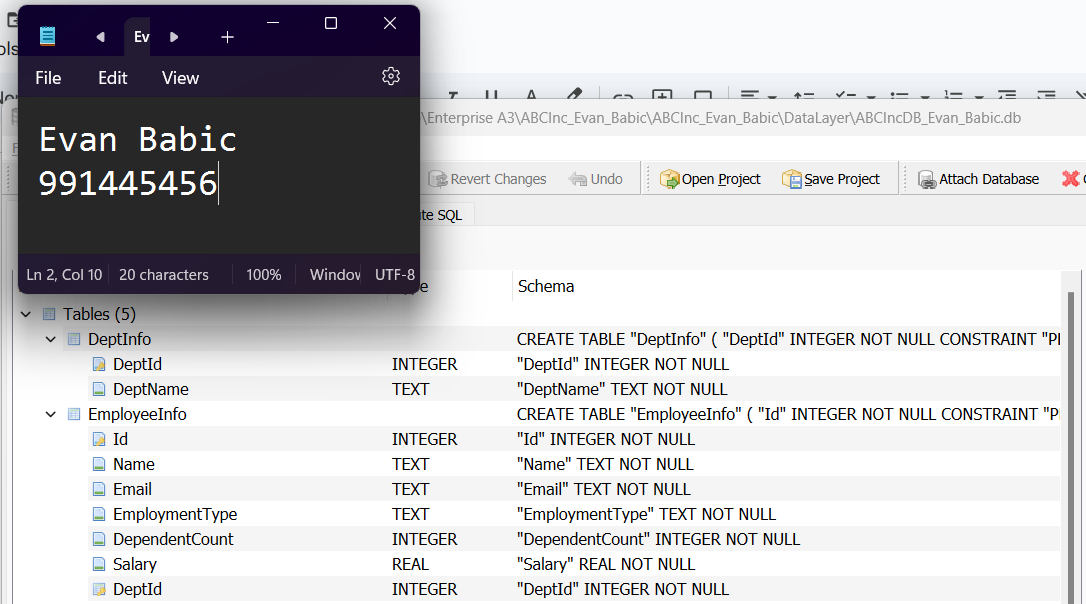 Ev
File Edit View
Evan Babic
991445456
Ln 2, Col 10 20 characters 100% Window UTF-8
\Enterprise A3\ABCInc_Evan_Babic\ABCInc_Evan_Babic\DataLayer\ABCIncDB_Evan_Babic.db
Revert Changes Undo Open Project Save Project Attach Database
te SQL
Schema
Tables (5)
DeptInfo CREATE TABLE "DeptInfo" ( "DeptId" INTEGER NOT NULL CONSTRAINT "P
DeptId INTEGER "DeptId" INTEGER NOT NULL
DeptName TEXT "DeptName" TEXT NOT NULL
EmployeeInfo CREATE TABLE "EmployeeInfo" ( "Id" INTEGER NOT NULL CONSTRAINT "P
Id INTEGER "Id" INTEGER NOT NULL
Name TEXT "Name" TEXT NOT NULL
Email TEXT "Email" TEXT NOT NULL
EmploymentType TEXT "EmploymentType" TEXT NOT NULL
DependentCount INTEGER "DependentCount" INTEGER NOT NULL
Salary REAL "Salary" REAL NOT NULL
DeptId INTEGER "DeptId" INTEGER NOT NULL